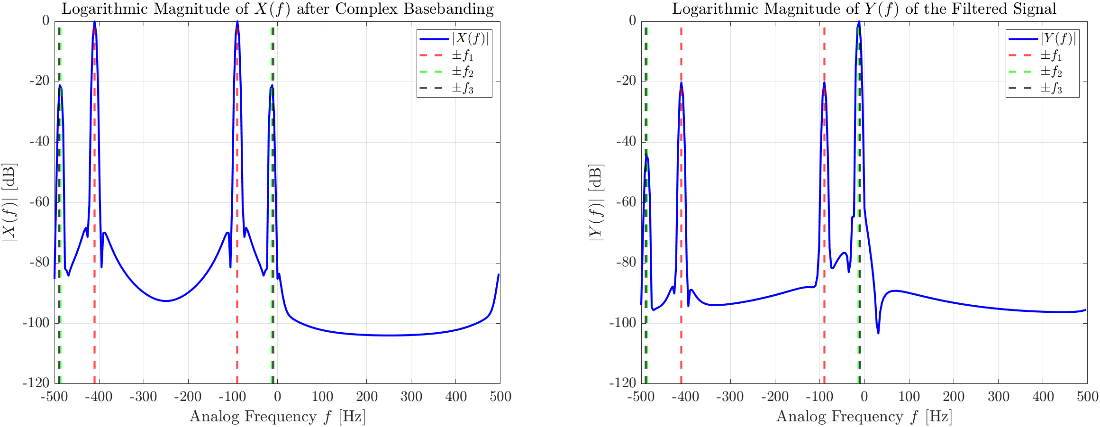 Logarithmic Magnitude of X(f) after Complex Basebanding
|X(f)| [dB]
0
-20
-40
-60
-80
-100
-120
-500 -400 -300 -200 -100 0 100 200 300 400 500
Analog Frequency f [Hz]
|X(f)|
±f₁
±f₂
±f₃
Logarithmic Magnitude of Y(f) of the Filtered Signal
|Y(f)| [dB]
0
-20
-40
-60
-80
-100
-120
-500 -400 -300 -200 -100 0 100 200 300 400 500
Analog Frequency f [Hz]
|Y(f)|
±f₁
±f₂
±f₃